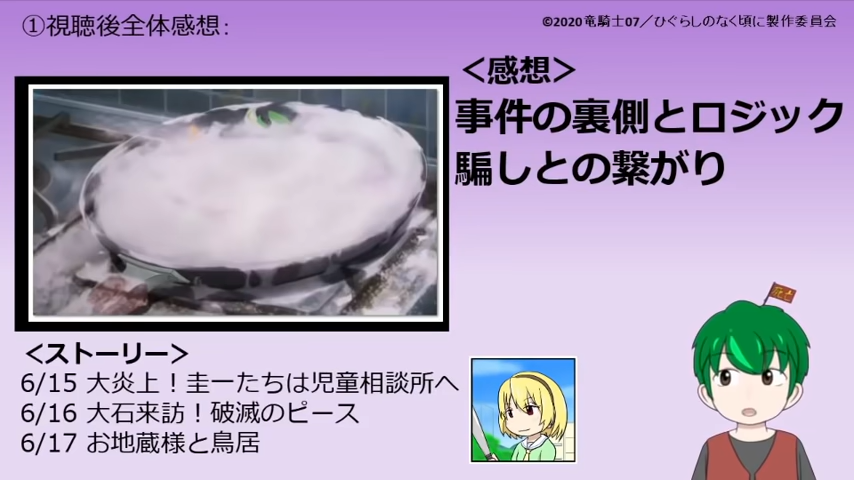 ①視聴後全体感想:
©2020竜騎士07／ひぐらしのなく頃に製作委員会
＜感想＞
事件の裏側とロジック
騙しとの繋がり
＜ストーリー＞
6/15 大炎上！圭一たちは児童相談所へ
6/16 大石来訪！破滅のピース
6/17 お地蔵様と鳥居